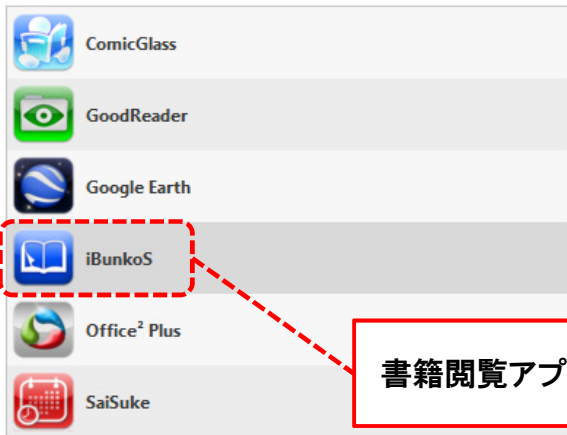 ComicGlass
GoodReader
Google Earth
iBunkoS
Office² Plus
書籍閲覧アプ
SaiSuke